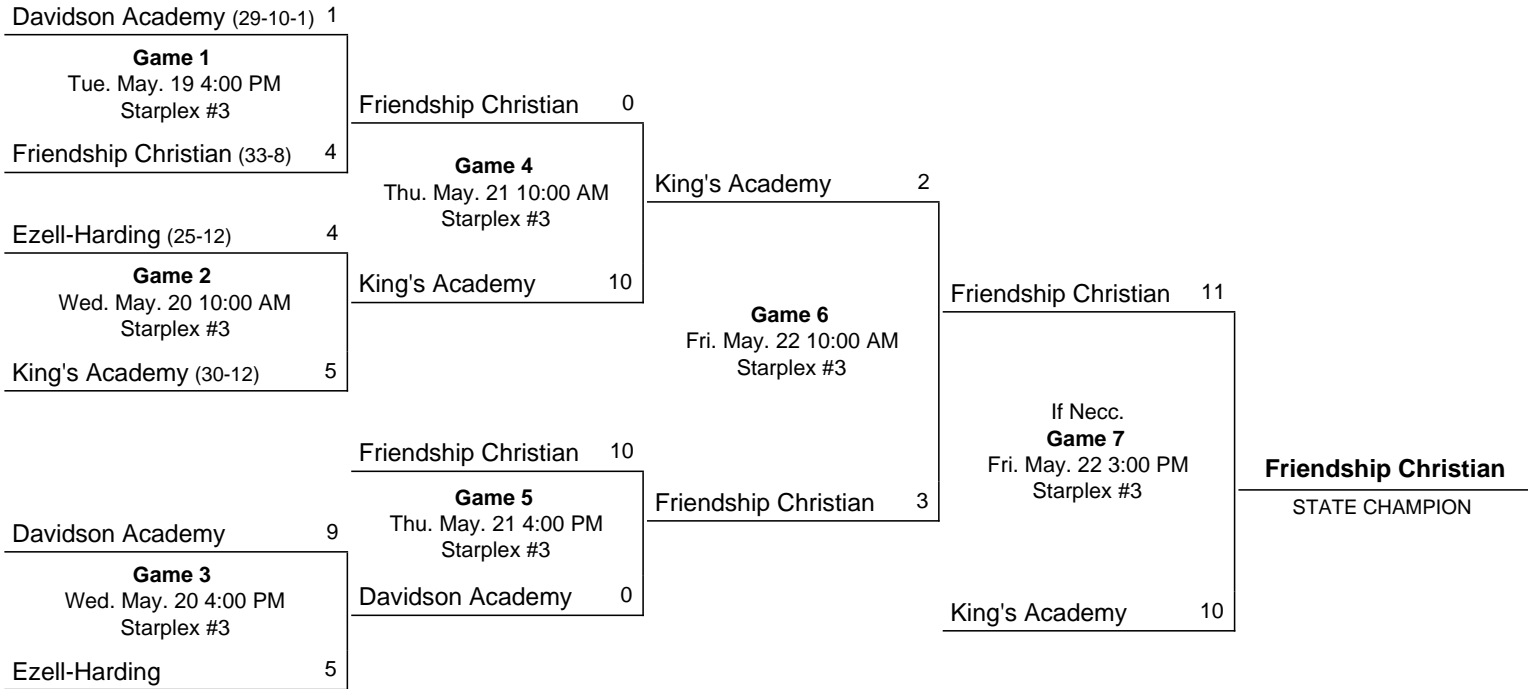 Davidson Academy (29-10-1) 1
Game 1
Tue. May. 19 4:00 PM
Starplex #3
Friendship Christian (33-8) 4
Ezell-Harding (25-12) 4
Game 2
Wed. May. 20 10:00 AM
Starplex #3
King's Academy (30-12) 5
Davidson Academy 9
Game 3
Wed. May. 20 4:00 PM
Starplex #3
Ezell-Harding 5
Friendship Christian 0
Game 4
Thu. May. 21 10:00 AM
Starplex #3
King's Academy 10
Friendship Christian 10
Game 5
Thu. May. 21 4:00 PM
Starplex #3
Davidson Academy 0
King's Academy 2
Game 6
Fri. May. 22 10:00 AM
Starplex #3
Friendship Christian 3
Friendship Christian 11
If Necc.
Game 7
Fri. May. 22 3:00 PM
Starplex #3
King's Academy 10
Friendship Christian
STATE CHAMPION